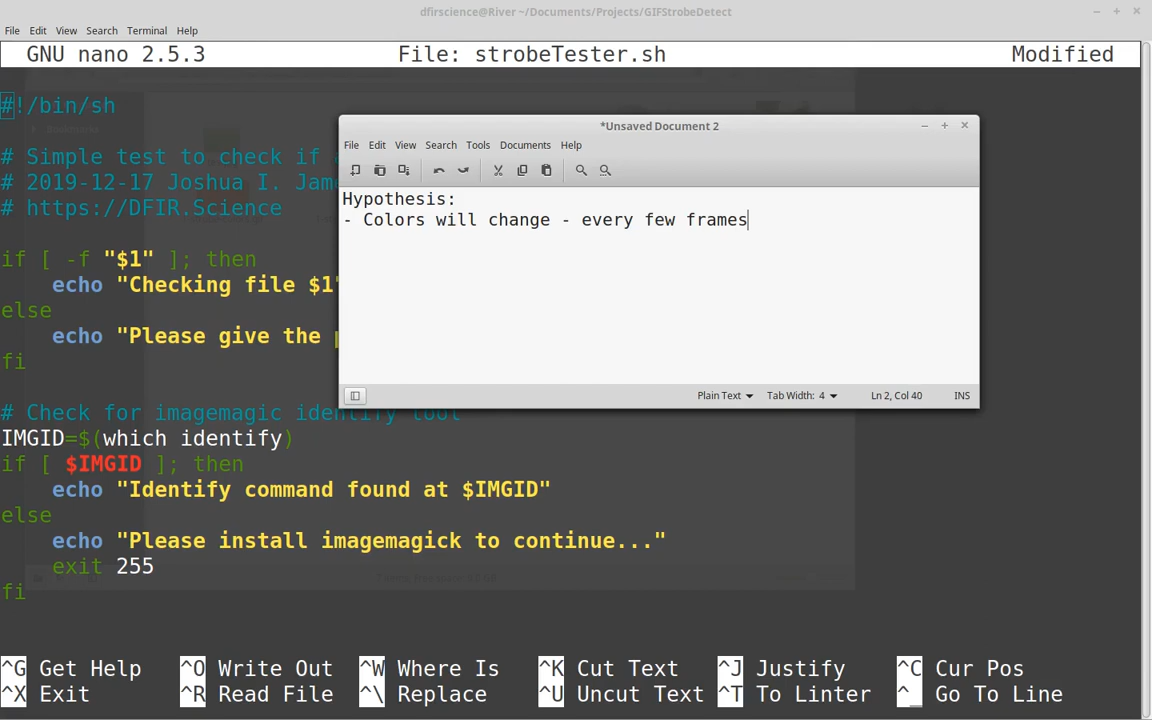 dfirscience@River ~/Documents/Projects/GIFStrobeDetect
File Edit View Search Terminal Help
GNU nano 2.5.3 File: strobeTester.sh Modified
#!/bin/sh
# Simple test to check if
# 2019-12-17 Joshua I. Jame
# https://DFIR.Science
if [ -f "$1" ]; then
echo "Checking file $1"
else
echo "Please give the
fi
# Check for imagemagic identify tool
IMGID=$(which identify)
if [ $IMGID ]; then
echo "Identify command found at $IMGID"
else
echo "Please install imagemagick to continue..."
exit 255
fi
*Unsaved Document 2
File Edit View Search Tools Documents Help
Hypothesis:
- Colors will change - every few frames
Plain Text Tab Width: 4 Ln 2, Col 40 INS
^G Get Help ^O Write Out ^W Where Is ^K Cut Text ^J Justify ^C Cur Pos
^X Exit ^R Read File ^\ Replace ^U Uncut Text ^T To Linter ^_ Go To Line